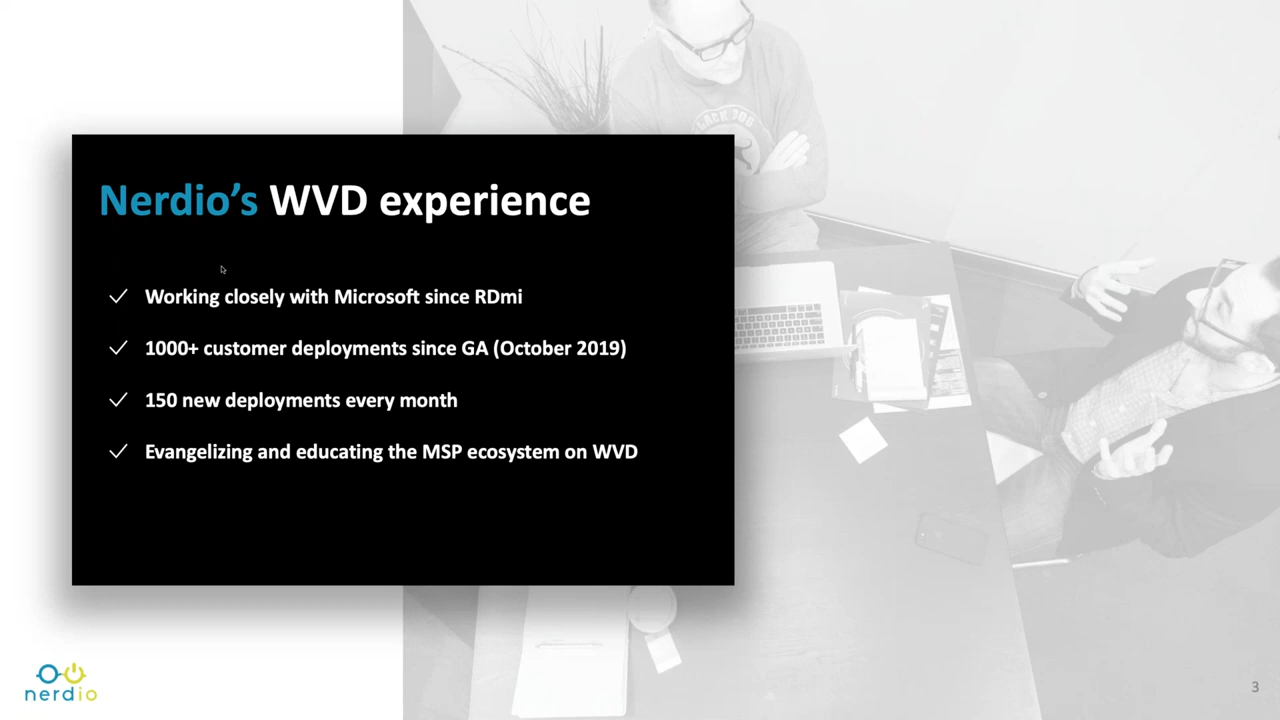 Nerdio's WVD experience
Working closely with Microsoft since RDmi
1000+ customer deployments since GA (October 2019)
150 new deployments every month
Evangelizing and educating the MSP ecosystem on WVD
nerdio
3